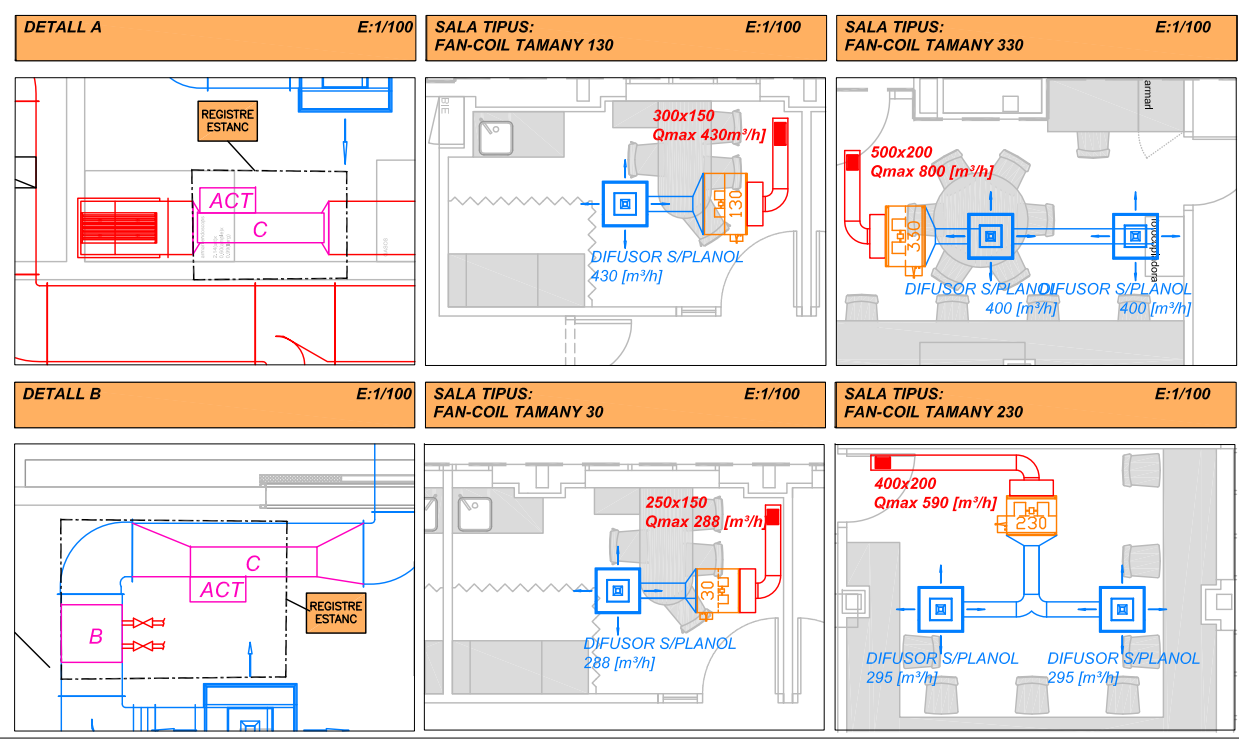 DETALL A E:1/100
REGISTRE
ESTANC
ACT
C
SALA TIPUS: E:1/100
FAN-COIL TAMANY 130
300x150
Qmax 430m³/h]
130
DIFUSOR S/PLANOL
430 [m³/h]
SALA TIPUS: E:1/100
FAN-COIL TAMANY 330
armari
500x200
Qmax 800 [m³/h]
330
DIFUSOR S/PLANOL
400 [m³/h]
DIFUSOR S/PLANOL
400 [m³/h]
DETALL B E:1/100
C
ACT
REGISTRE
ESTANC
B
SALA TIPUS: E:1/100
FAN-COIL TAMANY 30
250x150
Qmax 288 [m³/h]
30
DIFUSOR S/PLANOL
288 [m³/h]
SALA TIPUS: E:1/100
FAN-COIL TAMANY 230
400x200
Qmax 590 [m³/h]
230
DIFUSOR S/PLANOL
295 [m³/h]
DIFUSOR S/PLANOL
295 [m³/h]